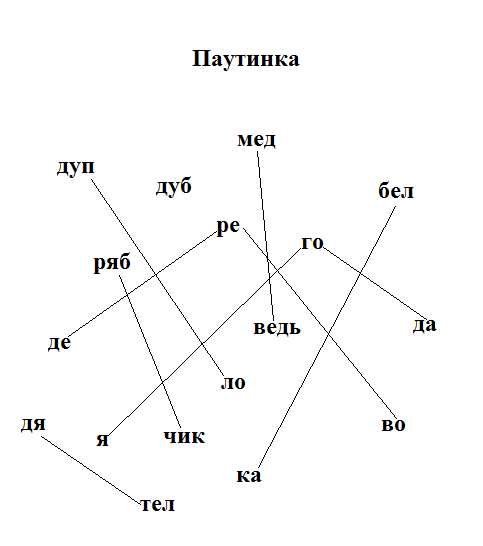 Паутинка
мед
дуп
дуб
бел
ре
го
ряб
ведь
да
де
ло
дя
я
чик
во
ка
тел